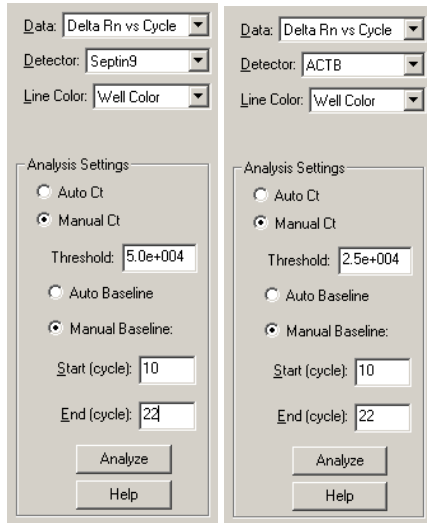 Data: Delta Rn vs Cycle
Detector: Septin9
Line Color: Well Color
Analysis Settings
Auto Ct
Manual Ct
Threshold: 5.0e+004
Auto Baseline
Manual Baseline:
Start (cycle): 10
End (cycle): 22
Analyze
Help
Data: Delta Rn vs Cycle
Detector: ACTB
Line Color: Well Color
Analysis Settings
Auto Ct
Manual Ct
Threshold: 2.5e+004
Auto Baseline
Manual Baseline:
Start (cycle): 10
End (cycle): 22
Analyze
Help